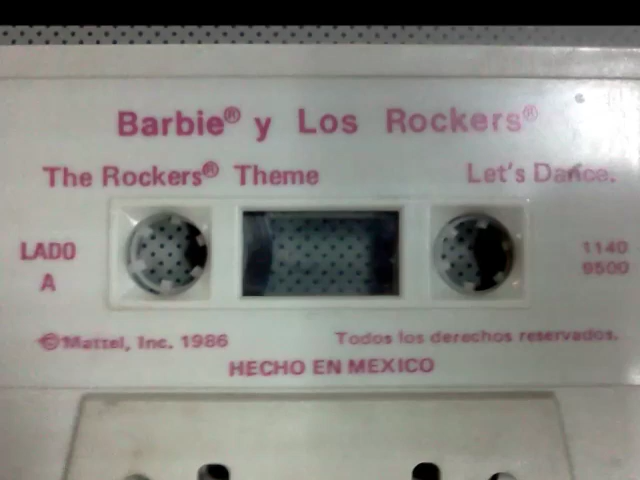 Barbie® y Los Rockers®
The Rockers® Theme Let's Dance.
LADO
A
1140
9500
©Mattel, Inc. 1986 Todos los derechos reservados.
HECHO EN MEXICO